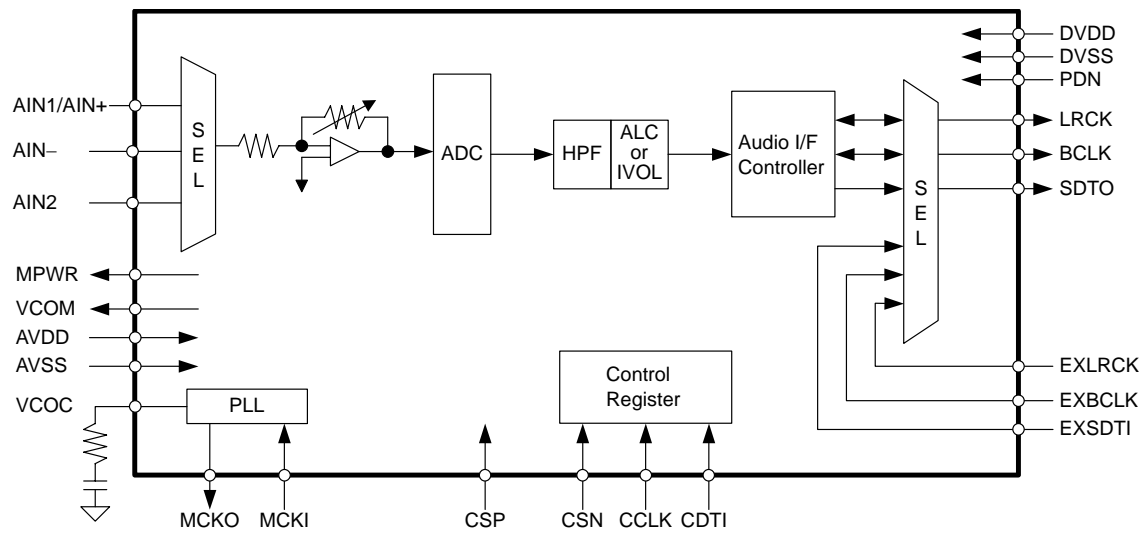 AIN1/AIN+
AIN–
AIN2
MPWR
VCOM
AVDD
AVSS
VCOC
S
E
L
ADC
HPF
ALC
or
IVOL
Audio I/F
Controller
S
E
L
DVDD
DVSS
PDN
LRCK
BCLK
SDTO
EXLRCK
EXBCLK
EXSDTI
PLL
Control
Register
MCKO
MCKI
CSP
CSN
CCLK
CDTI